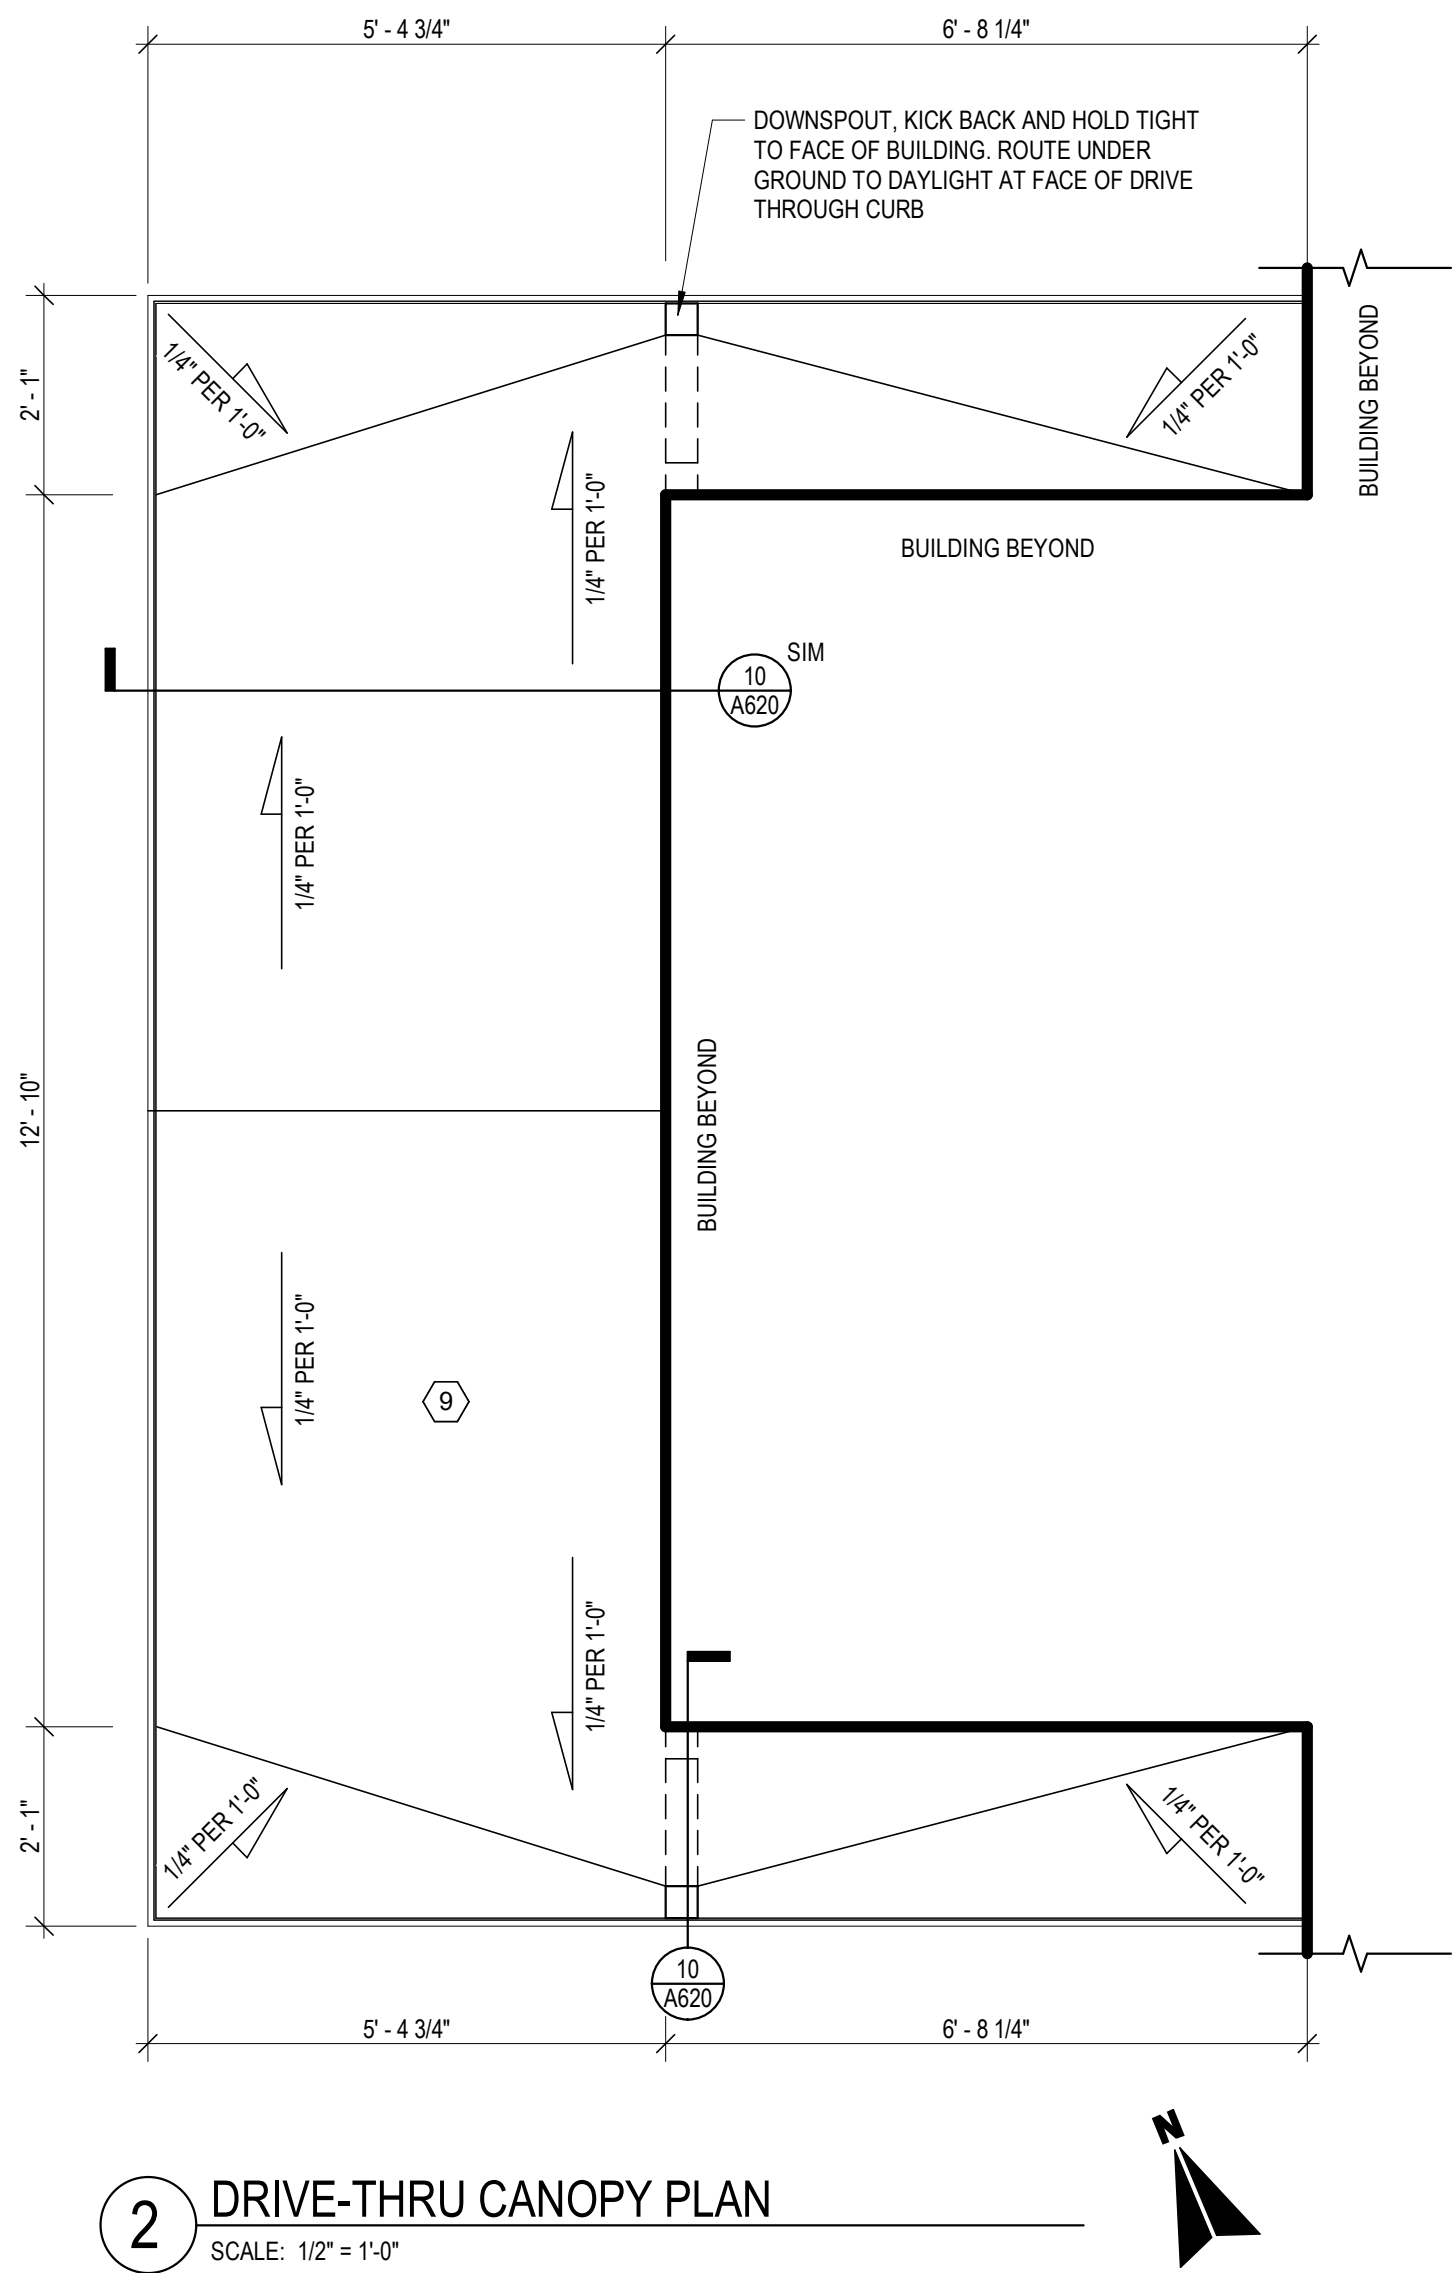 5' - 4 3/4"
6' - 8 1/4"
DOWNSPOUT, KICK BACK AND HOLD TIGHT
TO FACE OF BUILDING. ROUTE UNDER
GROUND TO DAYLIGHT AT FACE OF DRIVE
THROUGH CURB
BUILDING BEYOND
1/4" PER 1'-0"
1/4" PER 1'-0"
2' - 1"
1/4" PER 1'-0"
BUILDING BEYOND
SIM
10
A620
1/4" PER 1'-0"
12' - 10"
BUILDING BEYOND
1/4" PER 1'-0"
9
1/4" PER 1'-0"
2' - 1"
1/4" PER 1'-0"
1/4" PER 1'-0"
10
A620
5' - 4 3/4"
6' - 8 1/4"
N
2
DRIVE-THRU CANOPY PLAN
SCALE: 1/2" = 1'-0"